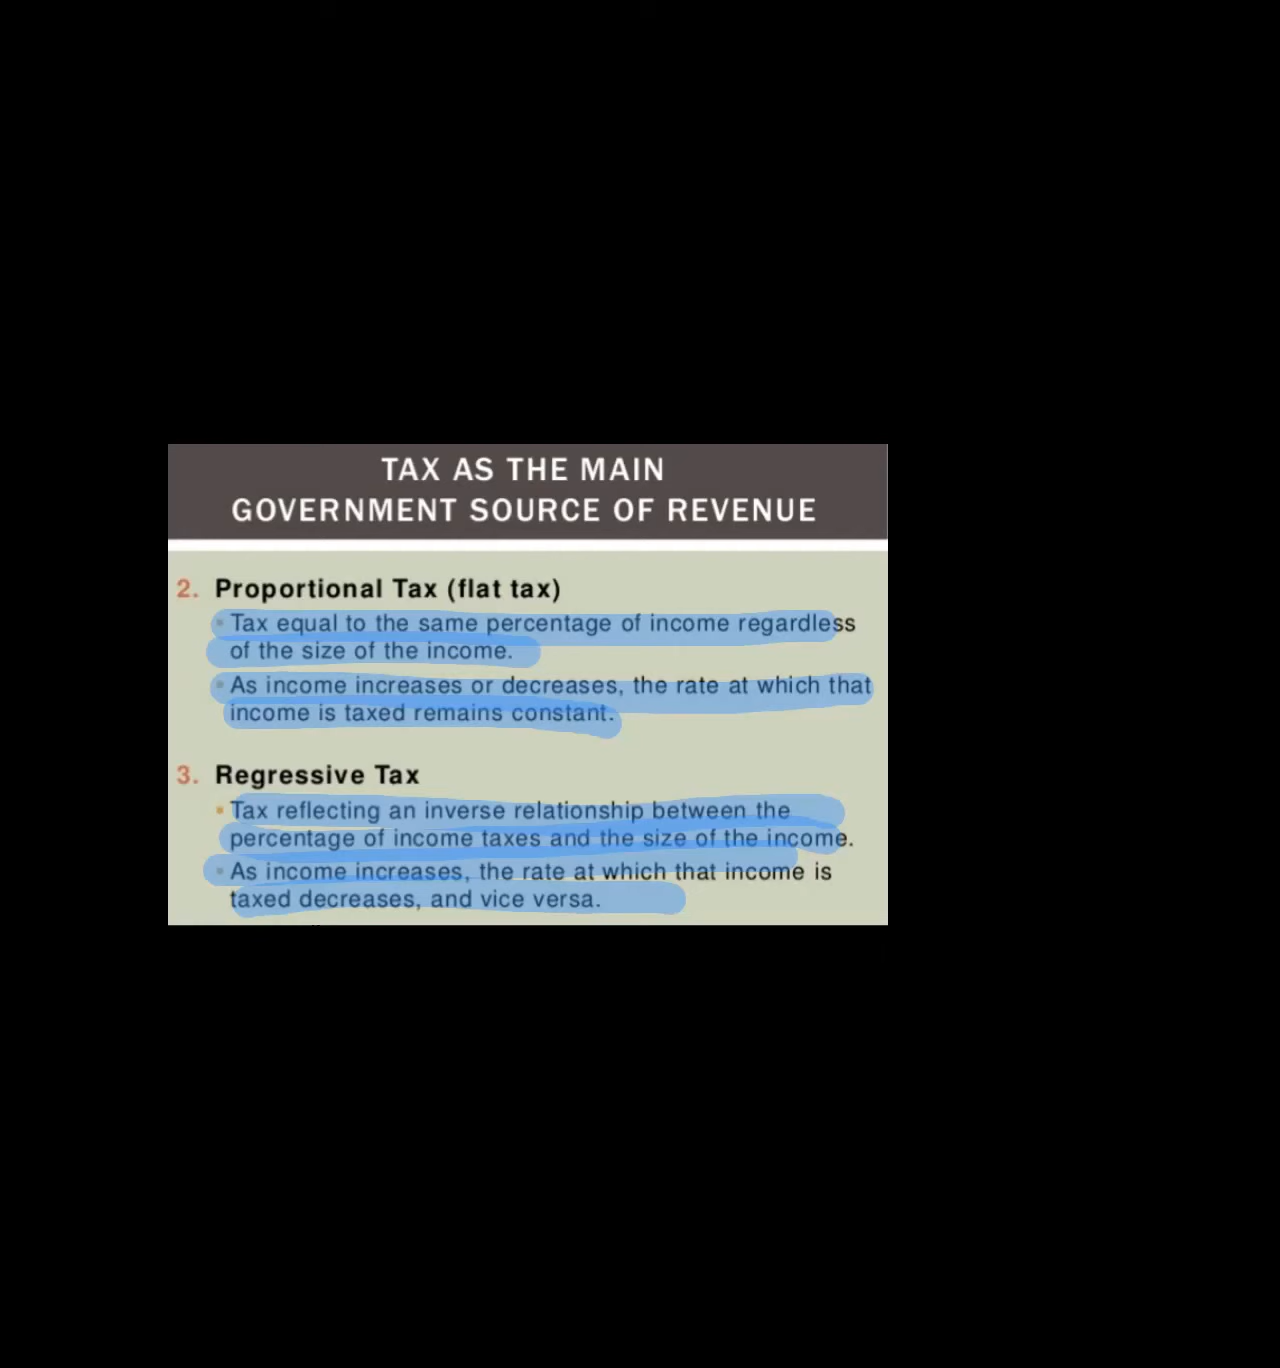 TAX AS THE MAIN
GOVERNMENT SOURCE OF REVENUE
2. Proportional Tax (flat tax)
▪ Tax equal to the same percentage of income regardless
of the size of the income.
▪ As income increases or decreases, the rate at which that
income is taxed remains constant.
3. Regressive Tax
▪ Tax reflecting an inverse relationship between the
percentage of income taxes and the size of the income.
▪ As income increases, the rate at which that income is
taxed decreases, and vice versa.